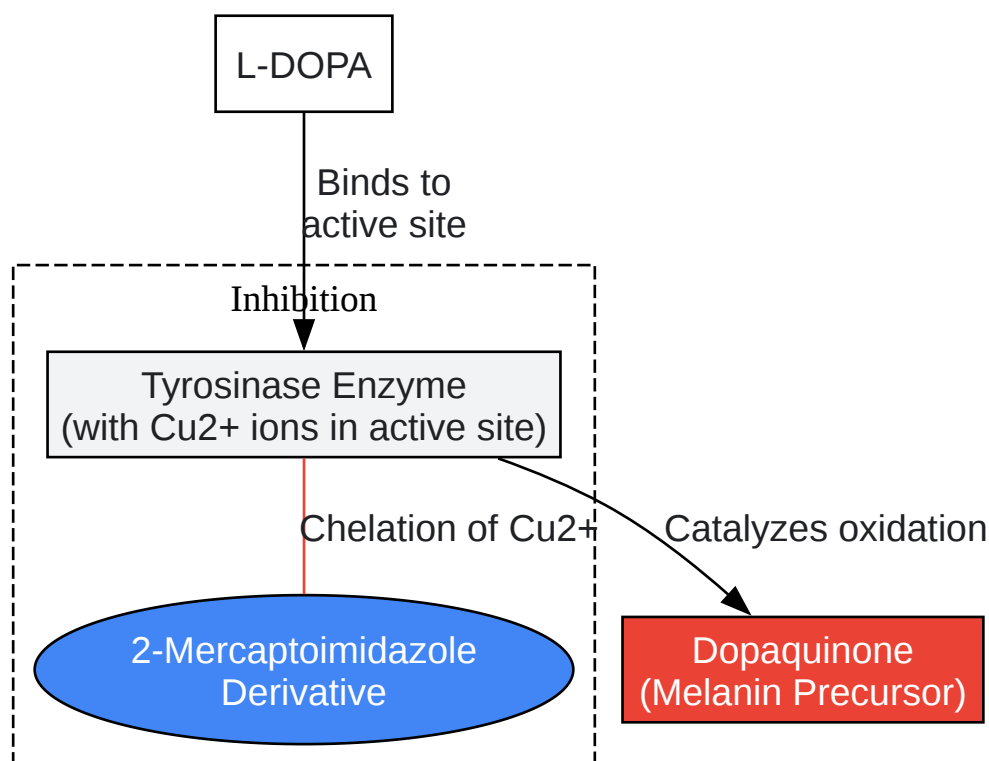 L-DOPA
Binds to
active site
Inhibition
Tyrosinase Enzyme
(with Cu2+ ions in active site)
Chelation of Cu2+
Catalyzes oxidation
2-Mercaptoimidazole
Derivative
Dopaquinone
(Melanin Precursor)